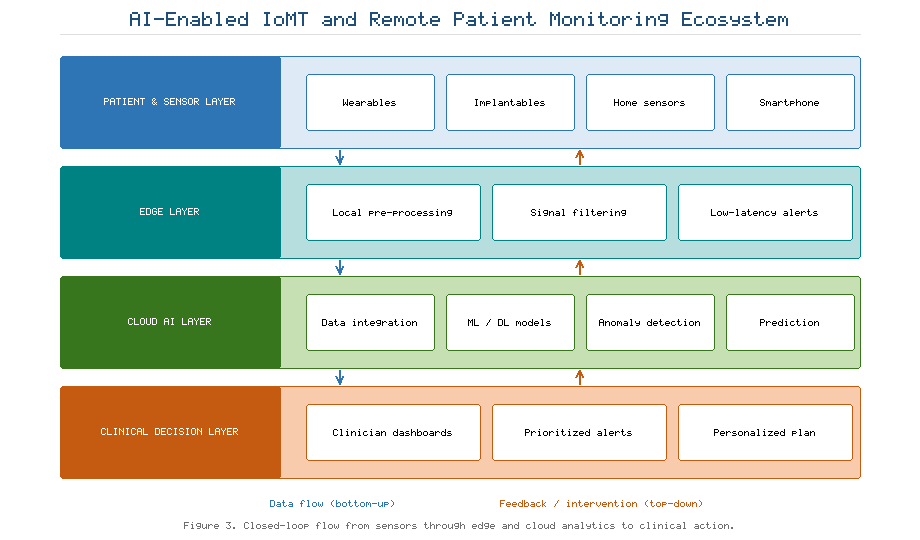 AI-Enabled IoMT and Remote Patient Monitoring Ecosystem
PATIENT & SENSOR LAYER
Wearables
Implantables
Home sensors
Smartphone
EDGE LAYER
Local pre-processing
Signal filtering
Low-latency alerts
CLOUD AI LAYER
Data integration
ML / DL models
Anomaly detection
Prediction
CLINICAL DECISION LAYER
Clinician dashboards
Prioritized alerts
Personalized plan
Data flow (bottom-up)
Feedback / intervention (top-down)
Figure 3. Closed-loop flow from sensors through edge and cloud analytics to clinical action.